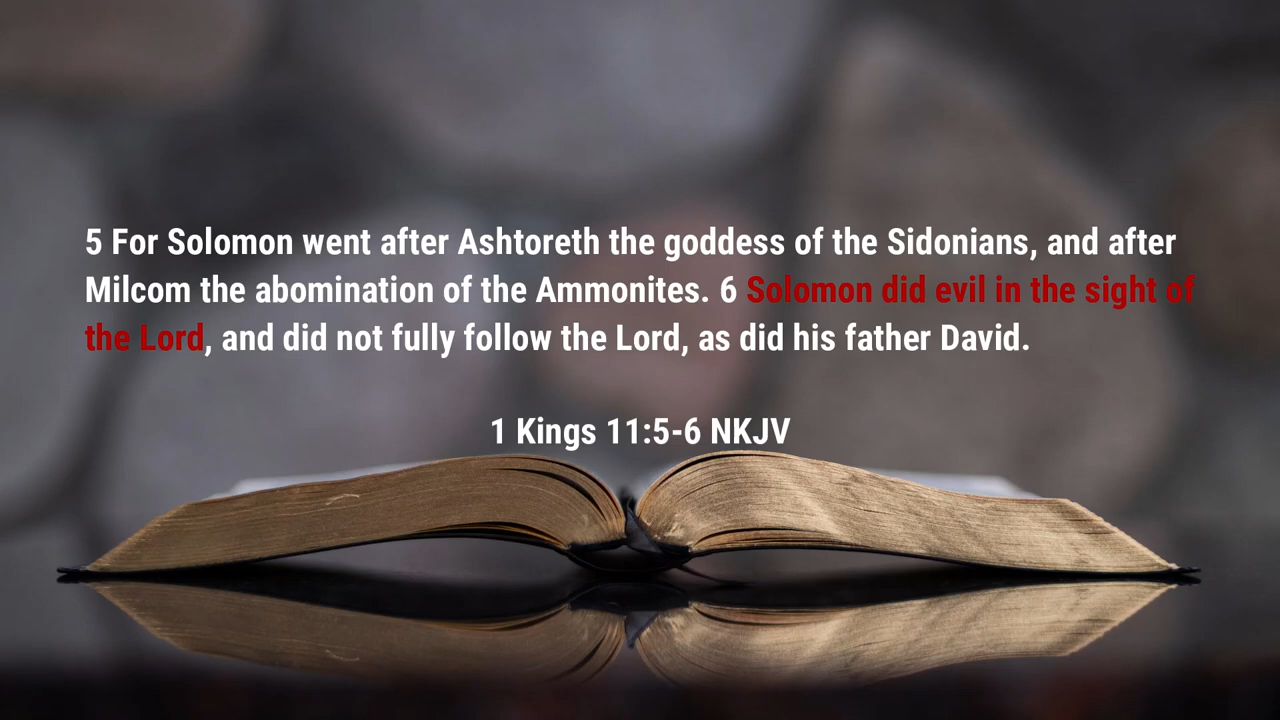 5 For Solomon went after Ashtoreth the goddess of the Sidonians, and after
Milcom the abomination of the Ammonites. 6 Solomon did evil in the sight of
the Lord, and did not fully follow the Lord, as did his father David.
1 Kings 11:5-6 NKJV